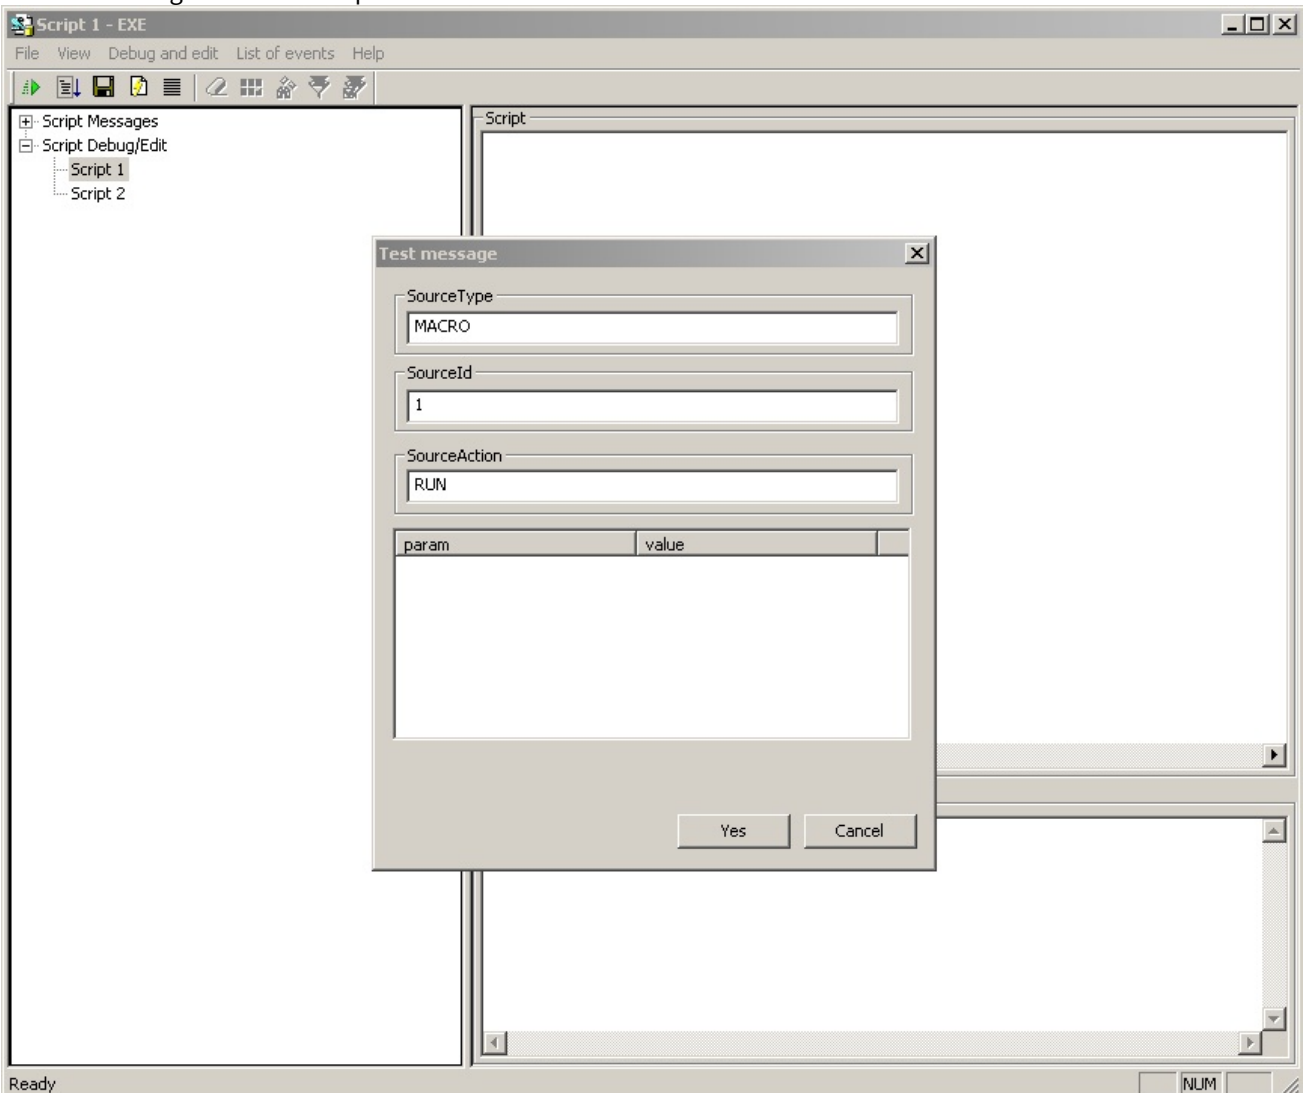 Script 1 - EXE
File View Debug and edit List of events Help
Script Messages
Script Debug/Edit
Script 1
Script 2
Script
Test message
SourceType
MACRO
SourceId
1
SourceAction
RUN
param value
Yes Cancel
Ready NUM